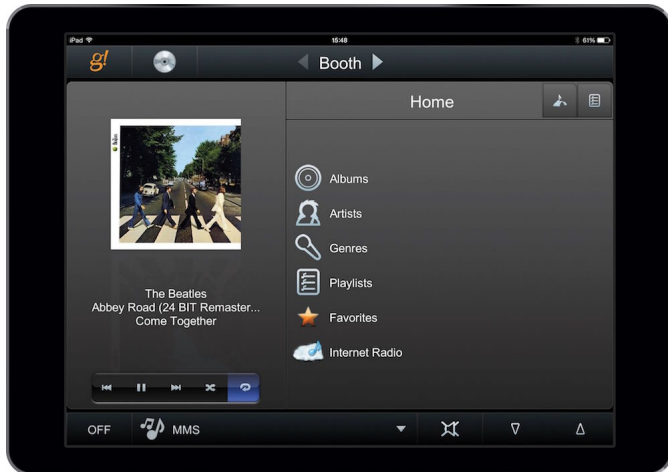 iPad
15:48
61%
g!
Booth
Home
Albums
Artists
Genres
Playlists
Favorites
Internet Radio
The Beatles
Abbey Road (24 BIT Remaster...
Come Together
OFF
MMS